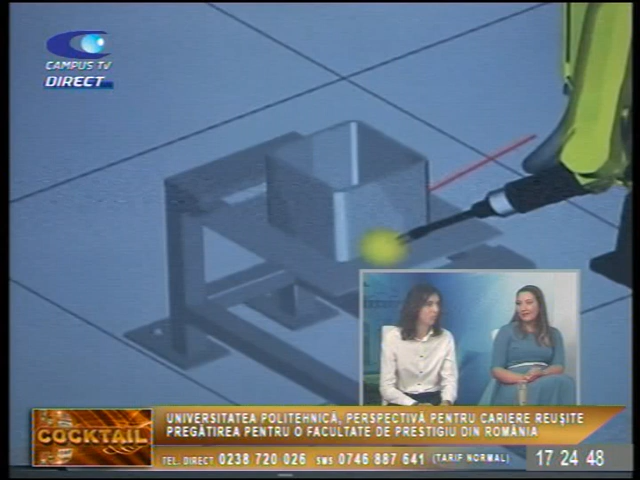 CAMPUS TV
DIRECT
COCKTAIL
UNIVERSITATEA POLITEHNICĂ, PERSPECTIVĂ PENTRU CARIERE REUŞITE
PREGĂTIREA PENTRU O FACULTATE DE PRESTIGIU DIN ROMÂNIA
TEL. DIRECT 0238 720 026 SMS 0746 887 641 (TARIF NORMAL)
17 24 48